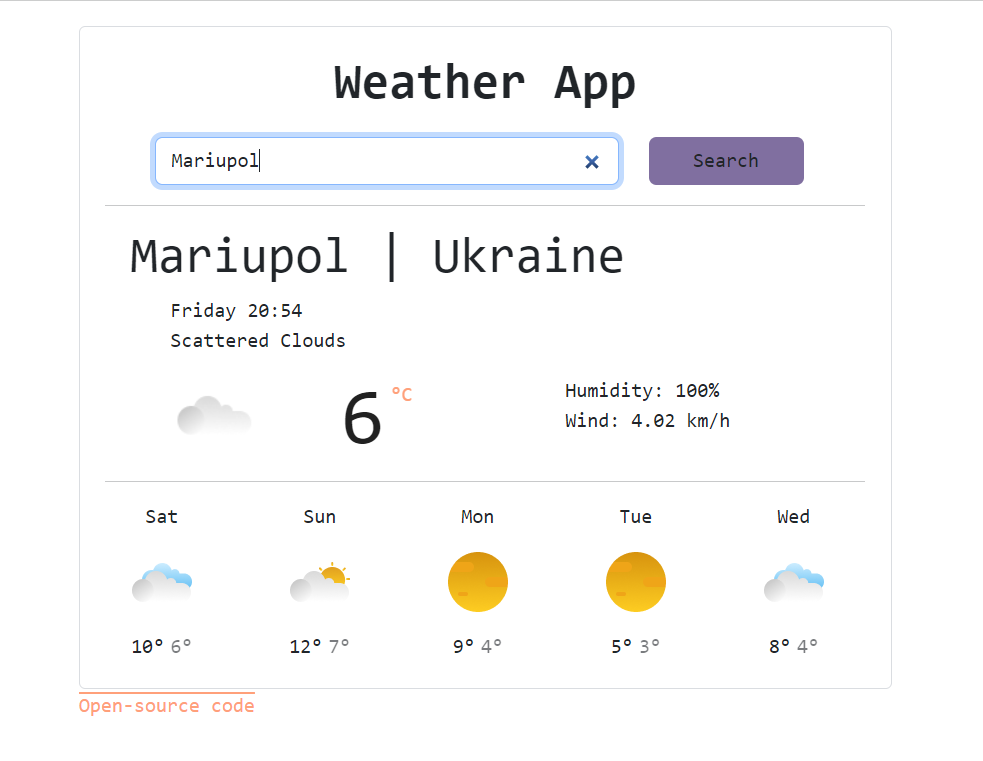 Weather App
Mariupol
Search
Mariupol | Ukraine
Friday 20:54
Scattered Clouds
6 °C
Humidity: 100%
Wind: 4.02 km/h
Sat Sun Mon Tue Wed
10° 6° 12° 7° 9° 4° 5° 3° 8° 4°
Open-source code